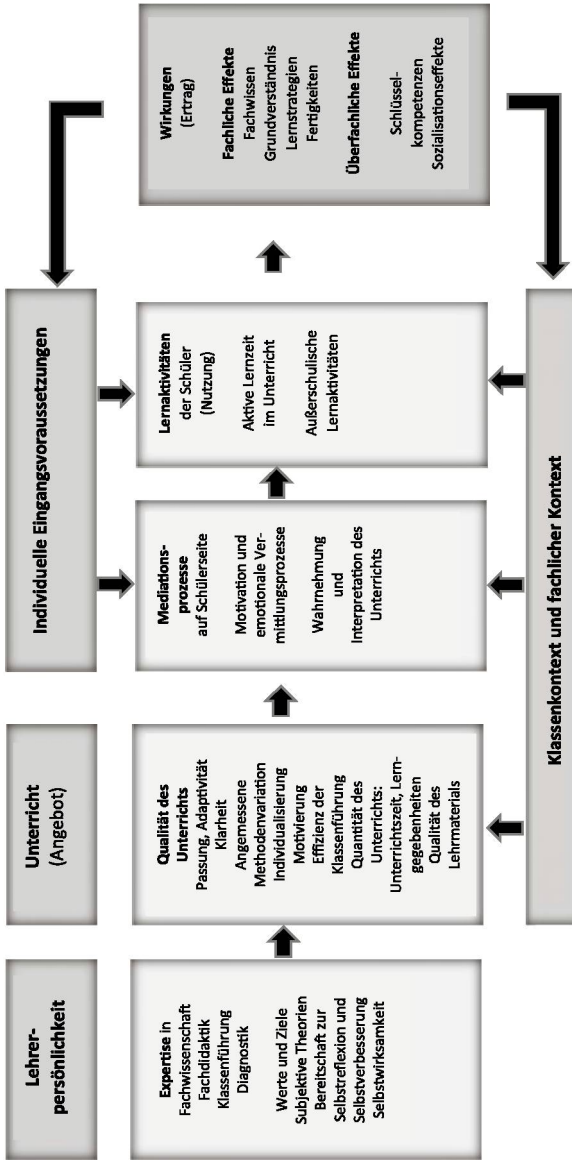 Lehrer-
persönlichkeit
Expertise in
Fachwissenschaft
Fachdidaktik
Klassenführung
Diagnostik
Werte und Ziele
Subjektive Theorien
Bereitschaft zur
Selbstreflexion und
Selbstverbesserung
Selbstwirksamkeit
Unterricht
(Angebot)
Qualität des
Unterrichts
Passung, Adaptivität
Klarheit
Angemessene
Methodenvariation
Individualisierung
Motivierung
Effizienz der
Klassenführung
Quantität des
Unterrichts:
Unterrichtszeit, Lern-
gegebenheiten
Qualität des
Lehrmaterials
Individuelle Eingangsvoraussetzungen
Mediations-
prozesse
auf Schülerseite
Motivation und
emotionale Ver-
mittlungsprozesse
Wahrnehmung
und
Interpretation des
Unterrichts
Lernaktivitäten
der Schüler
(Nutzung)
Aktive Lernzeit
im Unterricht
Außerschulische
Lernaktivitäten
Wirkungen
(Ertrag)
Fachliche Effekte
Fachwissen
Grundverständnis
Lernstrategien
Fertigkeiten
Überfachliche Effekte
Schlüssel-
kompetenzen
Sozialisationseffekte
Klassenkontext und fachlicher Kontext